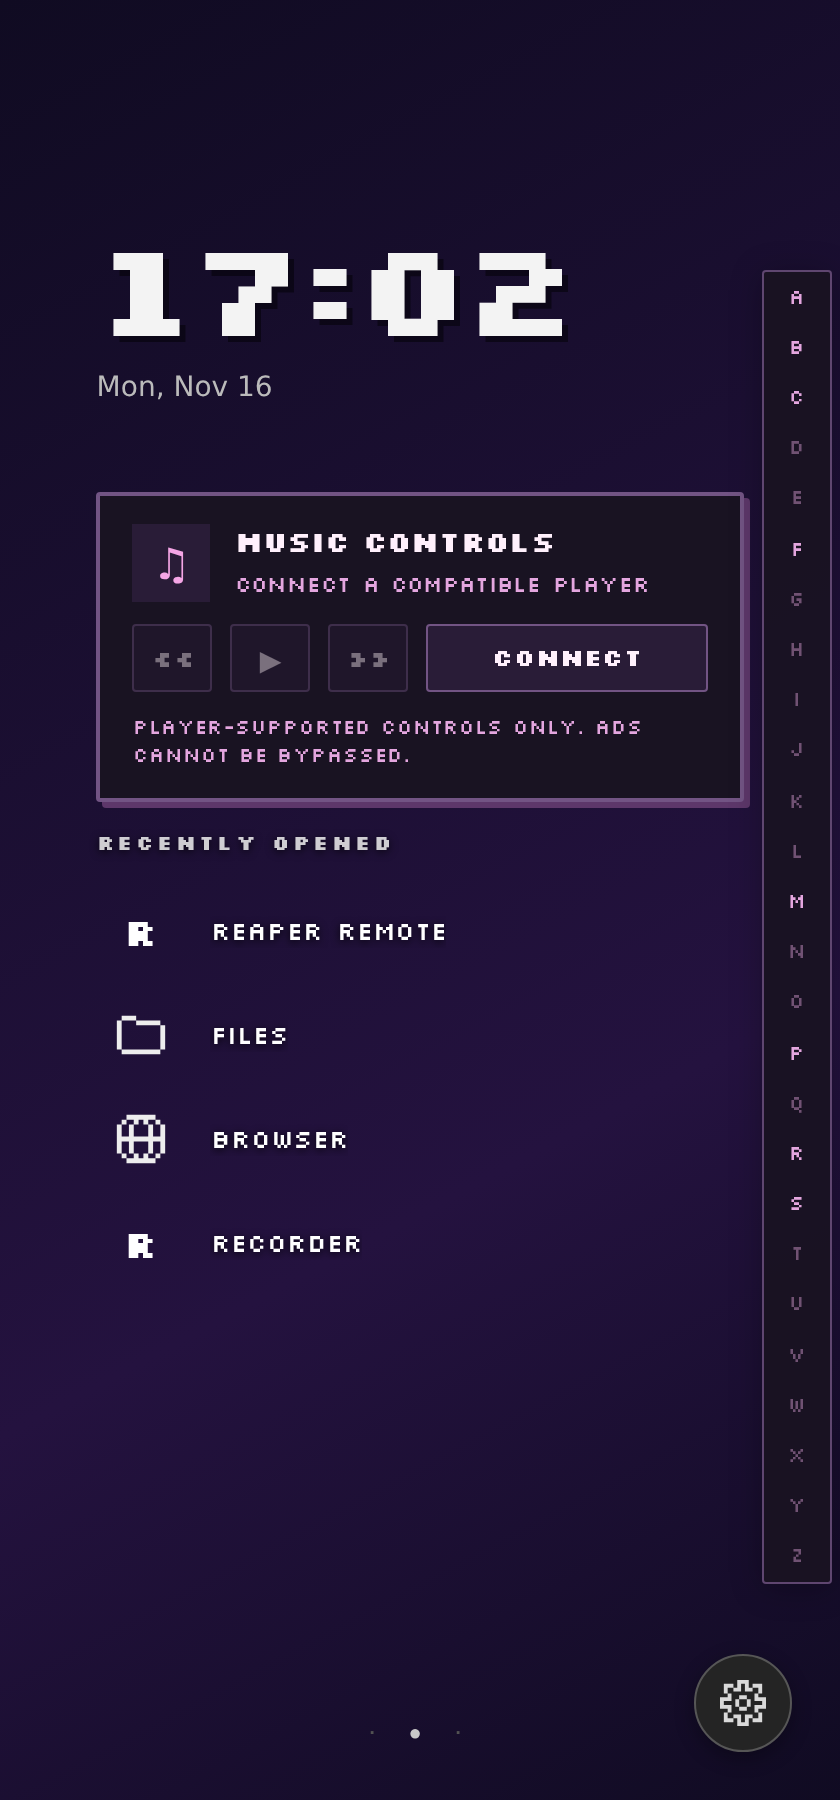 17:02
Mon, Nov 16
MUSIC CONTROLS
CONNECT A COMPATIBLE PLAYER
CONNECT
PLAYER-SUPPORTED CONTROLS ONLY. ADS
CANNOT BE BYPASSED.
RECENTLY OPENED
R REAPER REMOTE
FILES
BROWSER
R RECORDER
A
B
C
D
E
F
G
H
I
J
K
L
M
N
O
P
Q
R
S
T
U
V
W
X
Y
Z